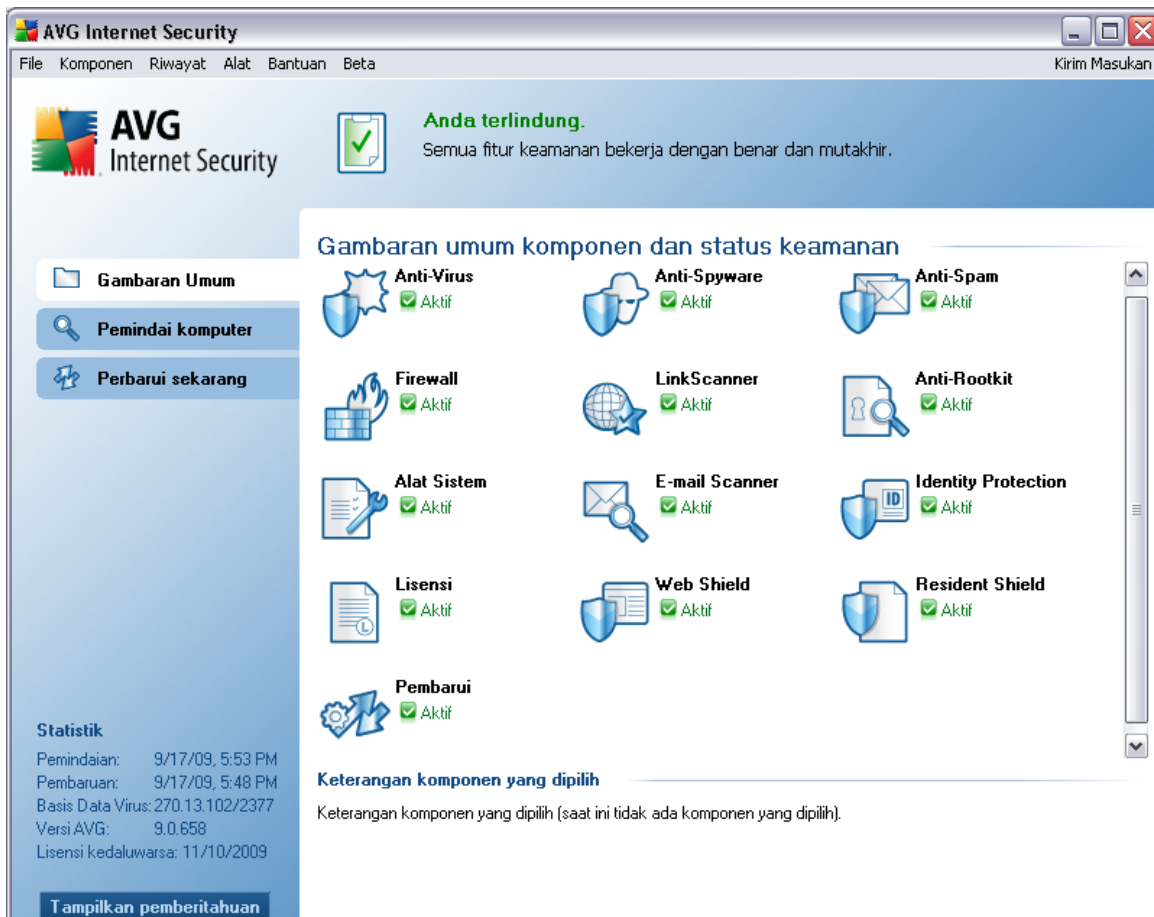 AVG Internet Security
File Komponen Riwayat Alat Bantuan Beta Kirim Masukan
AVG
Internet Security
Anda terlindung.
Semua fitur keamanan bekerja dengan benar dan mutakhir.
Gambaran Umum
Pemindai komputer
Perbarui sekarang
Gambaran umum komponen dan status keamanan
Anti-Virus
Aktif
Anti-Spyware
Aktif
Anti-Spam
Aktif
Firewall
Aktif
LinkScanner
Aktif
Anti-Rootkit
Aktif
Alat Sistem
Aktif
E-mail Scanner
Aktif
ID
Identity Protection
Aktif
L
Lisensi
Aktif
Web Shield
Aktif
Resident Shield
Aktif
Pembarui
Aktif
Statistik
Pemindaian: 9/17/09, 5:53 PM
Pembaruan: 9/17/09, 5:48 PM
Basis Data Virus: 270.13.102/2377
Versi AVG: 9.0.658
Lisensi kedaluwarsa: 11/10/2009
Tampilkan pemberitahuan
Keterangan komponen yang dipilih
Keterangan komponen yang dipilih (saat ini tidak ada komponen yang dipilih).